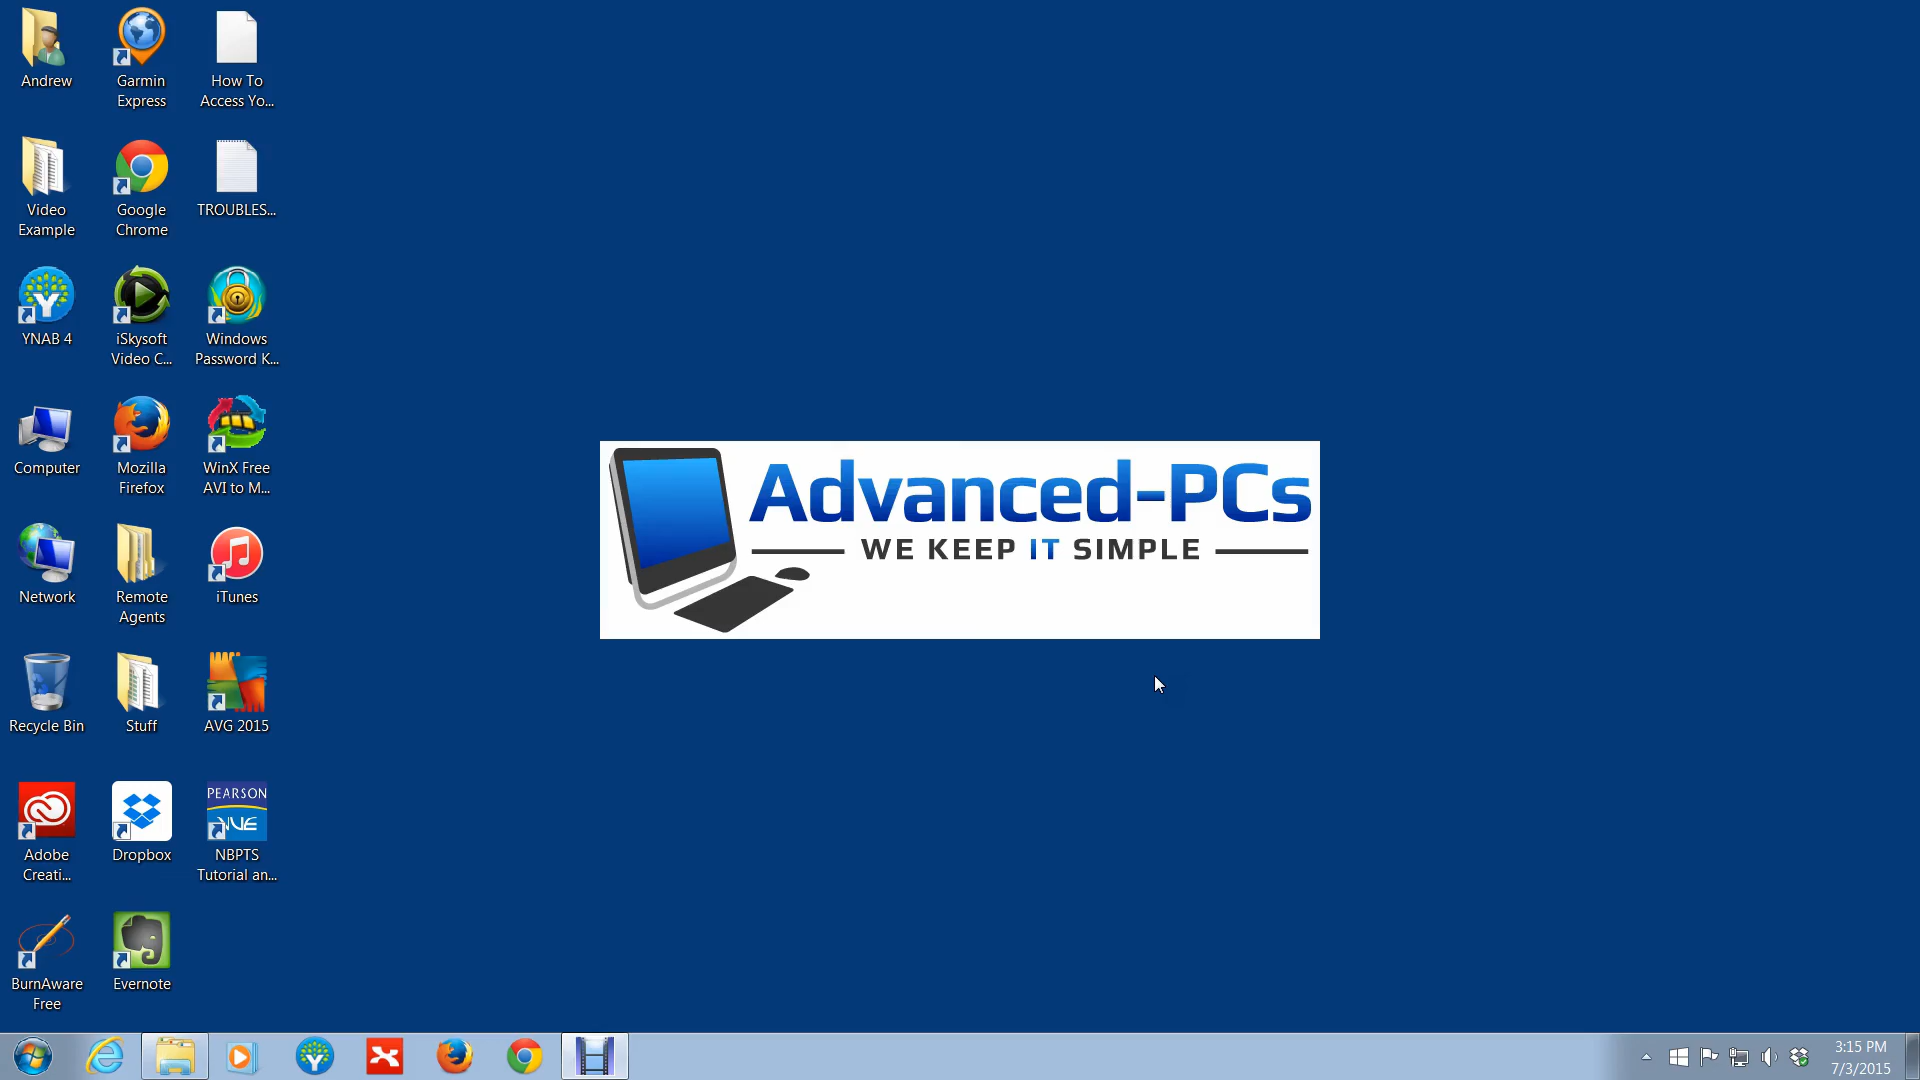 Andrew
Garmin
Express
How To
Access Yo...
Video
Example
Google
Chrome
TROUBLES...
YNAB 4
iSkysoft
Video C...
Windows
Password K...
Computer
Mozilla
Firefox
WinX Free
AVI to M...
Network
Remote
Agents
iTunes
Recycle Bin
Stuff
AVG 2015
Adobe
Creati...
Dropbox
PEARSON
VUE
NBPTS
Tutorial an...
BurnAware
Free
Evernote
Advanced-PCs
WE KEEP IT SIMPLE
3:15 PM
7/3/2015